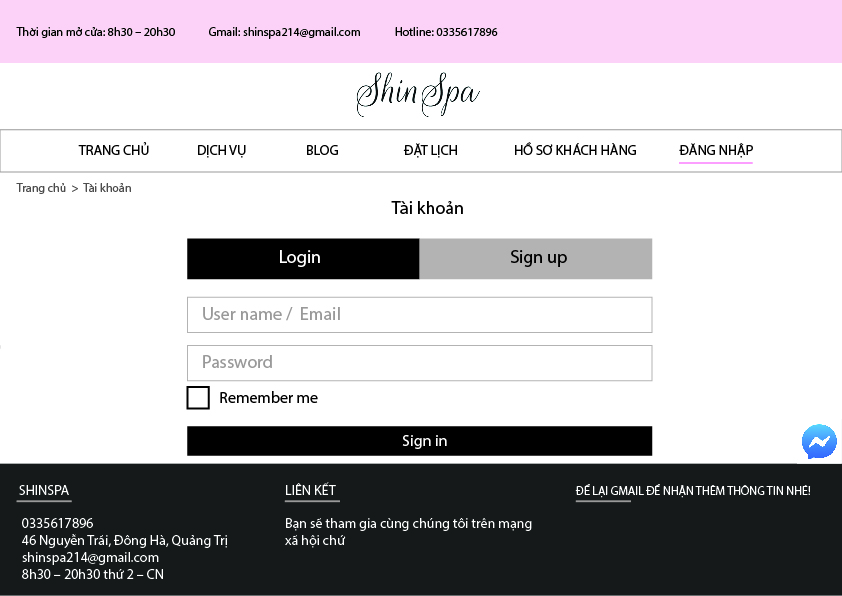 Thời gian mở cửa: 8h30 – 20h30 Gmail: shinspa214@gmail.com Hotline: 0335617896
Shin Spa
TRANG CHỦ DỊCH VỤ BLOG ĐẶT LỊCH HỒ SƠ KHÁCH HÀNG ĐĂNG NHẬP
Trang chủ > Tài khoản
Tài khoản
Login Sign up
User name / Email
Password
Remember me
Sign in
SHINSPA LIÊN KẾT ĐỂ LẠI GMAIL ĐỂ NHẬN THÊM THÔNG TIN NHÉ!
0335617896 Bạn sẽ tham gia cùng chúng tôi trên mạng
46 Nguyễn Trái, Đông Hà, Quảng Trị xã hội chứ
shinspa214@gmail.com
8h30 – 20h30 thứ 2 – CN